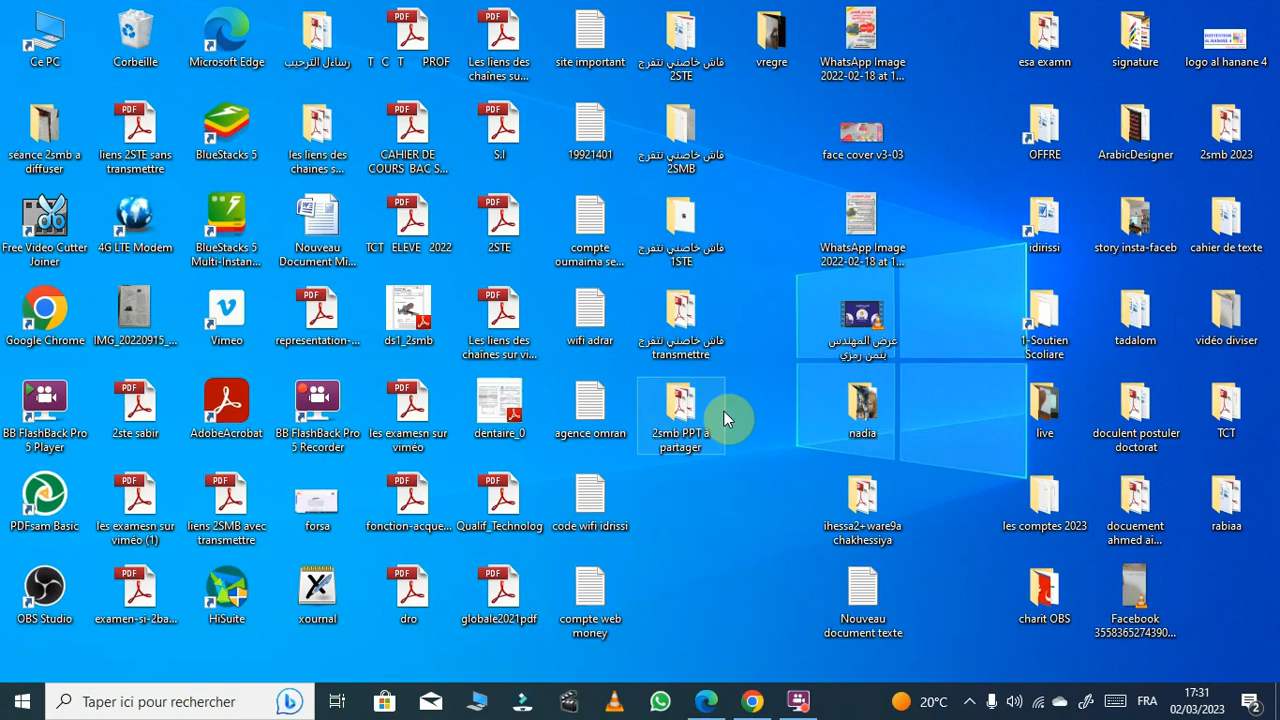 Ce PC
Corbeille
Microsoft Edge
رساءل الترحيب
T C T PROF
Les liens des
chaines su...
site important
فاش خاصني نتفرج
2STE
vregre
WhatsApp Image
2022-02-18 at 1...
esa examn
signature
logo al hanane 4
séance 2smb a
diffuser
liens 2STE sans
transmettre
BlueStacks 5
les liens des
chaines s...
CAHIER DE
COURS BAC S...
S.I
19921401
فاش خاصني نتفرج
2SMB
face cover v3-03
OFFRE
ArabicDesigner
2smb 2023
Free Video Cutter
Joiner
4G LTE Modem
BlueStacks 5
Multi-Instan...
Nouveau
Document Mi...
TCT ELEVE 2022
2STE
compte
oumaima se...
فاش خاصني نتفرج
1STE
WhatsApp Image
2022-02-18 at 1...
idirissi
story insta-faceb
cahier de texte
Google Chrome
IMG_20220915_...
Vimeo
representation-...
ds1_2smb
Les liens des
chaines sur vi...
wifi adrar
فاش خاصني نتفرج
transmettre
عرض المهندس
يتمن رمزي
1-Soutien
Scoliare
tadalom
vidéo diviser
BB FlashBack Pro
5 Player
2ste sabir
AdobeAcrobat
BB FlashBack Pro
5 Recorder
les examesn sur
viméo
dentaire_0
agence omran
2smb PPT a
partager
nadia
live
doculent postuler
doctorat
TCT
PDFsam Basic
les examesn sur
viméo (1)
liens 2SMB avec
transmettre
forsa
fonction-acque...
Qualif_Technolog
code wifi idrissi
ihessa2+ware9a
chakhessiya
les comptes 2023
docuement
ahmed ai...
rabiaa
OBS Studio
examen-si-2ba...
HiSuite
xournal
dro
globale2021pdf
compte web
money
Nouveau
document texte
charit OBS
Facebook
3558365274390...
Taper ici pour rechercher
20°C
FRA
17:31
02/03/2023
2